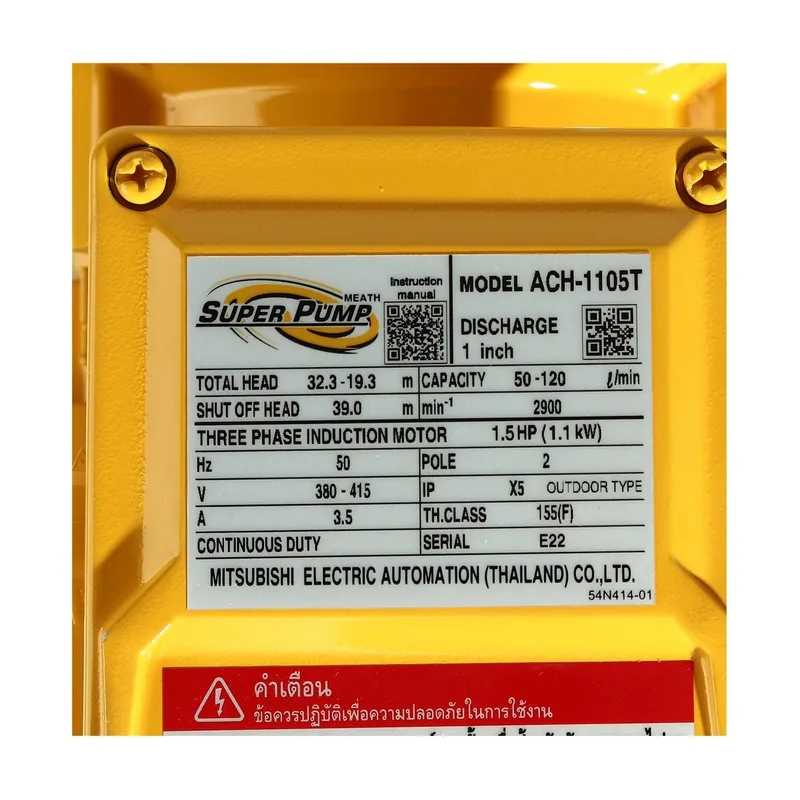 MEATH
SUPER PUMP
Instruction
manual
MODEL ACH-1105T
DISCHARGE
1 inch
TOTAL HEAD 32.3-19.3 m CAPACITY 50-120 ℓ/min
SHUT OFF HEAD 39.0 m min⁻¹ 2900
THREE PHASE INDUCTION MOTOR 1.5HP (1.1 kW)
Hz 50 POLE 2
V 380 - 415 IP X5 OUTDOOR TYPE
A 3.5 TH.CLASS 155(F)
CONTINUOUS DUTY SERIAL E22
MITSUBISHI ELECTRIC AUTOMATION (THAILAND) CO.,LTD.
54N414-01
คำเตือน
ข้อควรปฏิบัติเพื่อความปลอดภัยในการใช้งาน